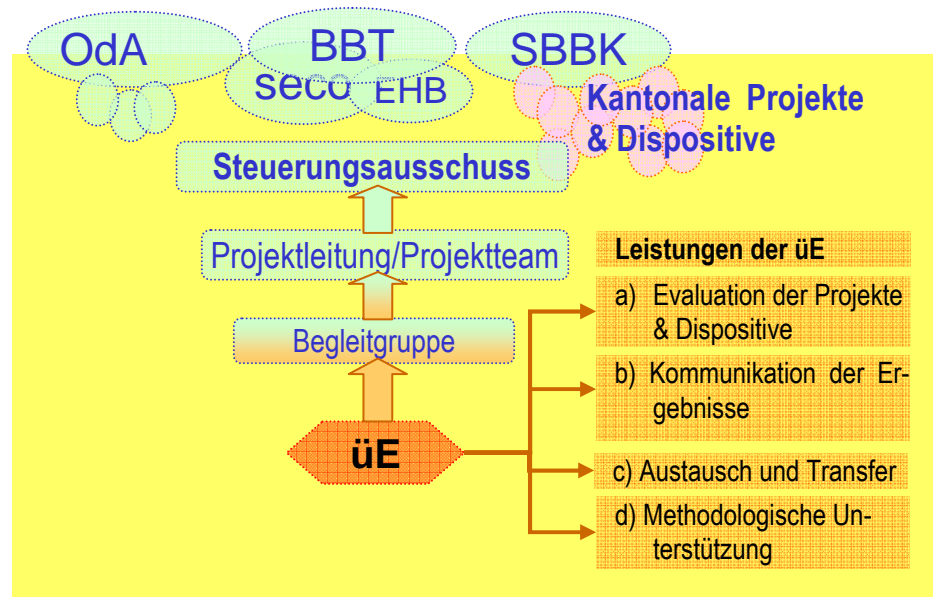 OdA
BBT
SBBK
seco
EHB
Kantonale Projekte
& Dispositive
Steuerungsausschuss
Projektleitung/Projektteam
Begleitgruppe
üE
Leistungen der üE
a) Evaluation der Projekte
& Dispositive
b) Kommunikation der Er-
gebnisse
c) Austausch und Transfer
d) Methodologische Un-
terstützung